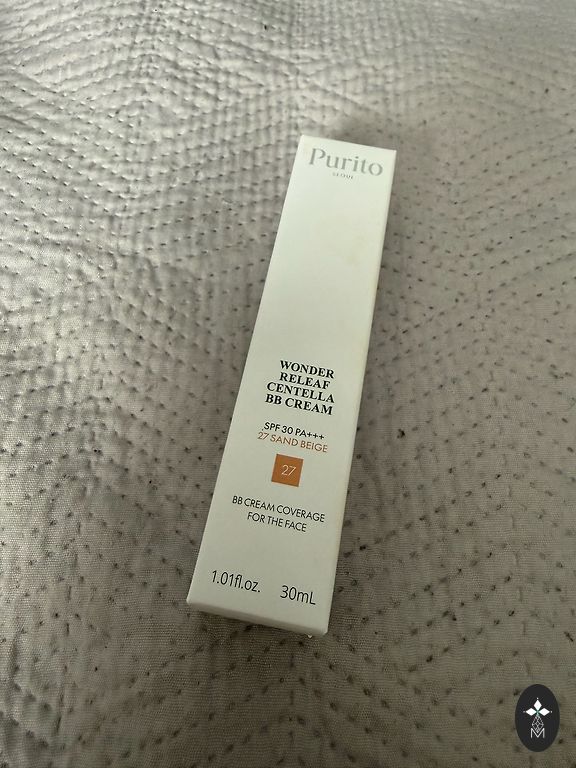 Purito
SEOUL
WONDER
RELEAF
CENTELLA
BB CREAM
SPF 30 PA+++
27 SAND BEIGE
27
BB CREAM COVERAGE
FOR THE FACE
1.01fl.oz. 30mL
M